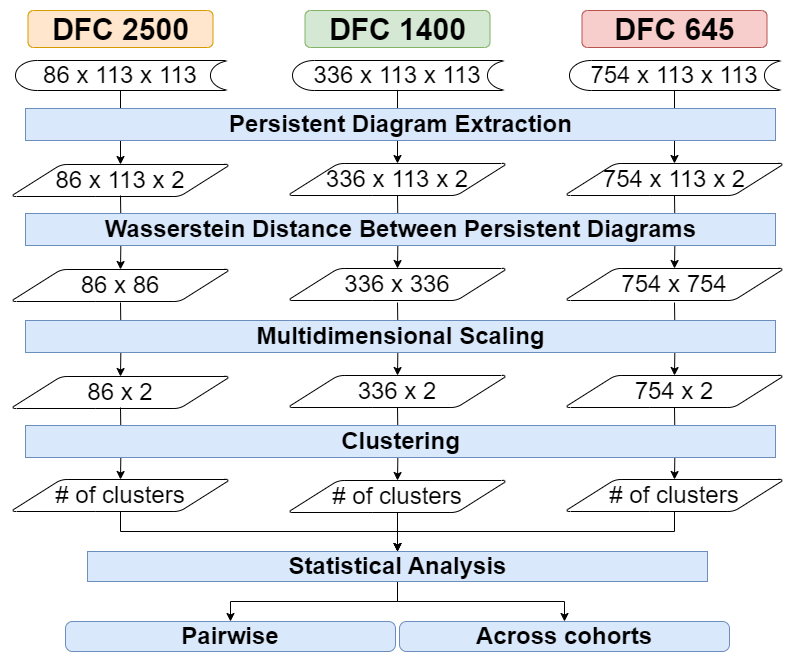 DFC 2500
DFC 1400
DFC 645
86 x 113 x 113
336 x 113 x 113
754 x 113 x 113
Persistent Diagram Extraction
86 x 113 x 2
336 x 113 x 2
754 x 113 x 2
Wasserstein Distance Between Persistent Diagrams
86 x 86
336 x 336
754 x 754
Multidimensional Scaling
86 x 2
336 x 2
754 x 2
Clustering
# of clusters
# of clusters
# of clusters
Statistical Analysis
Pairwise
Across cohorts